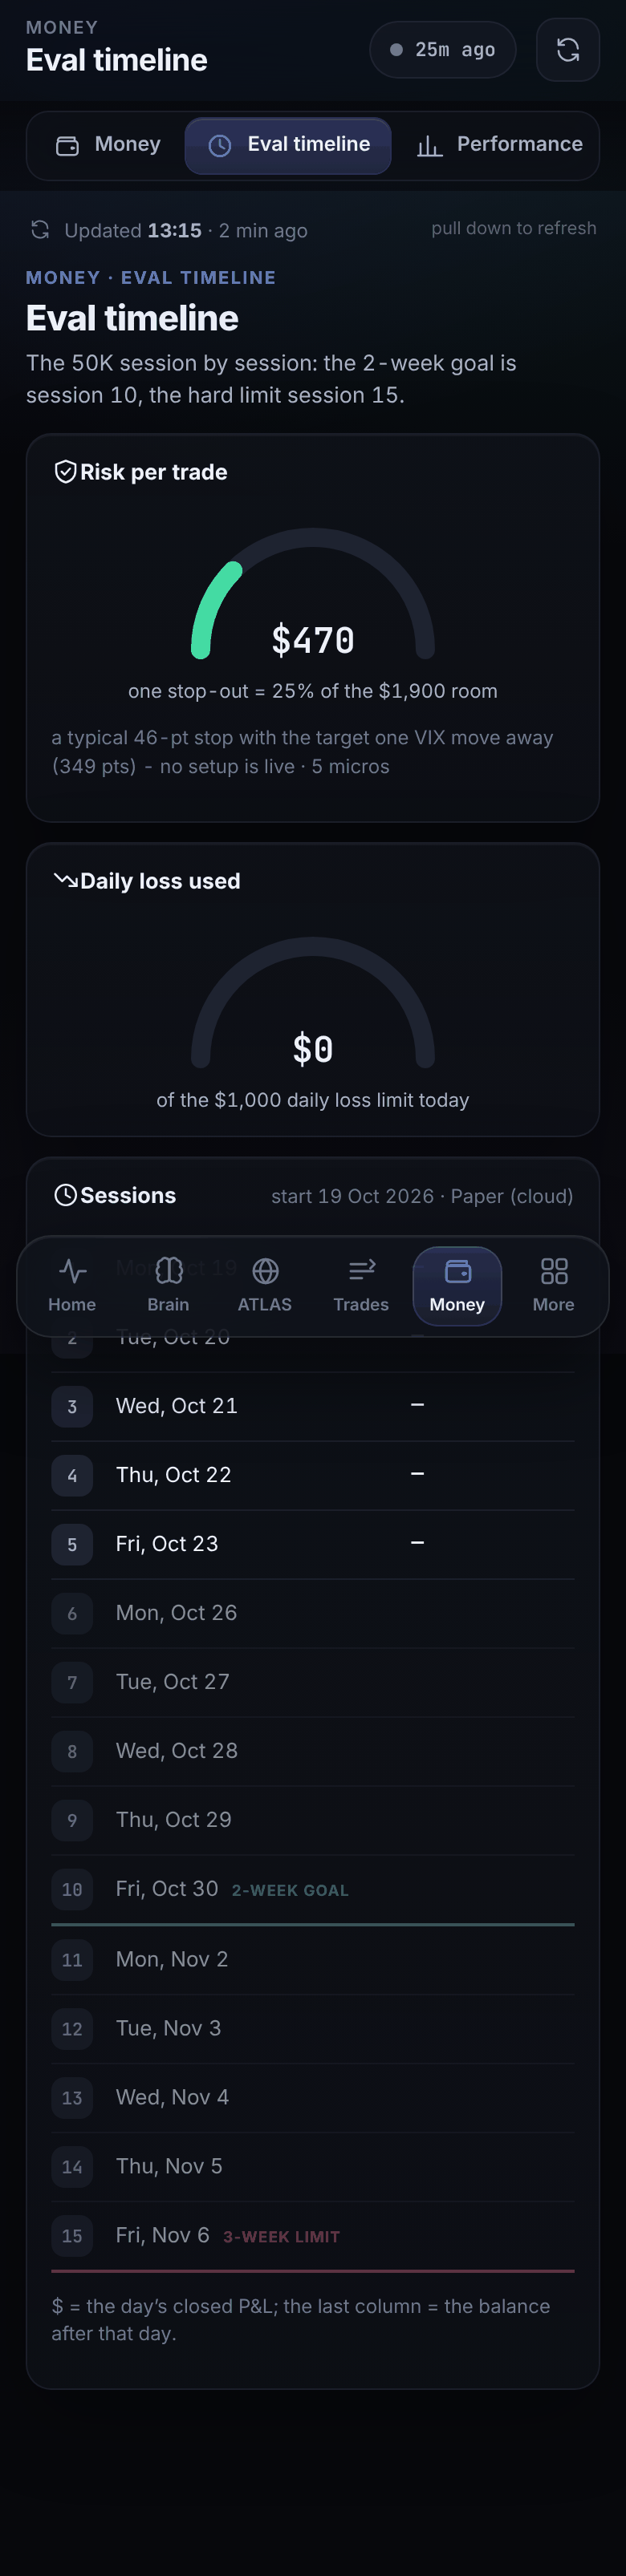 MONEY
Eval timeline
25m ago
Money
Eval timeline
Performance
Updated 13:15 · 2 min ago
pull down to refresh
MONEY · EVAL TIMELINE
Eval timeline
The 50K session by session: the 2-week goal is
session 10, the hard limit session 15.
Risk per trade
$470
one stop-out = 25% of the $1,900 room
a typical 46-pt stop with the target one VIX move away
(349 pts) - no setup is live · 5 micros
Daily loss used
$0
of the $1,000 daily loss limit today
Sessions
start 19 Oct 2026 · Paper (cloud)
Mon, Oct 19
Home
Brain
ATLAS
Trades
Money
More
2 Tue, Oct 20 –
3 Wed, Oct 21 –
4 Thu, Oct 22 –
5 Fri, Oct 23 –
6 Mon, Oct 26
7 Tue, Oct 27
8 Wed, Oct 28
9 Thu, Oct 29
10 Fri, Oct 30 2-WEEK GOAL
11 Mon, Nov 2
12 Tue, Nov 3
13 Wed, Nov 4
14 Thu, Nov 5
15 Fri, Nov 6 3-WEEK LIMIT
$ = the day's closed P&L; the last column = the balance
after that day.